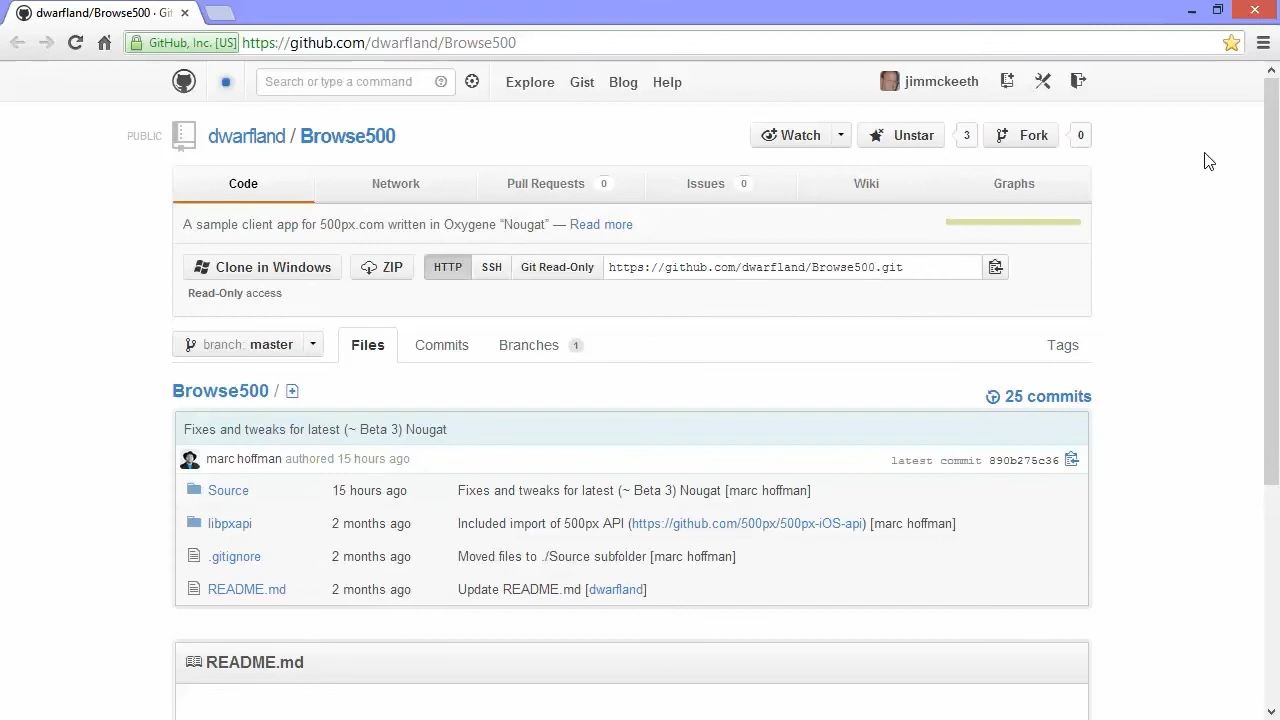 dwarfland/Browse500 · Git
GitHub, Inc. [US] https://github.com/dwarfland/Browse500
Search or type a command
Explore Gist Blog Help
jimmckeeth
PUBLIC dwarfland / Browse500
Watch Unstar 3 Fork 0
Code Network Pull Requests 0 Issues 0 Wiki Graphs
A sample client app for 500px.com written in Oxygene “Nougat” — Read more
Clone in Windows ZIP HTTP SSH Git Read-Only https://github.com/dwarfland/Browse500.git
Read-Only access
branch: master Files Commits Branches 1 Tags
Browse500 /
25 commits
Fixes and tweaks for latest (~ Beta 3) Nougat
marc hoffman authored 15 hours ago
latest commit 890b275c36
Source 15 hours ago Fixes and tweaks for latest (~ Beta 3) Nougat [marc hoffman]
libpxapi 2 months ago Included import of 500px API (https://github.com/500px/500px-iOS-api) [marc hoffman]
.gitignore 2 months ago Moved files to ./Source subfolder [marc hoffman]
README.md 2 months ago Update README.md [dwarfland]
README.md